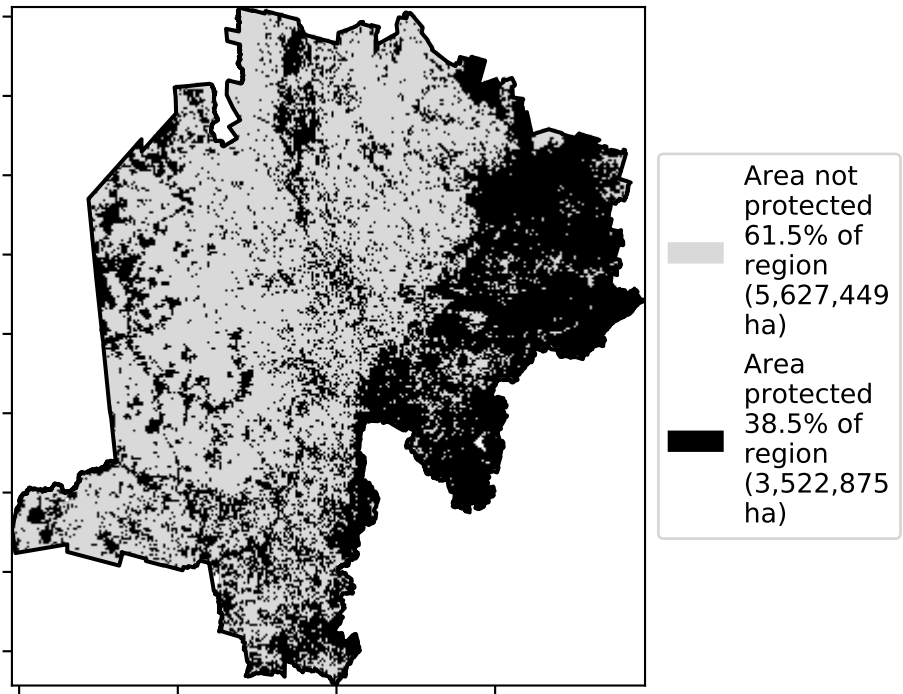 Area not
protected
61.5% of
region
(5,627,449
ha)
Area
protected
38.5% of
region
(3,522,875
ha)